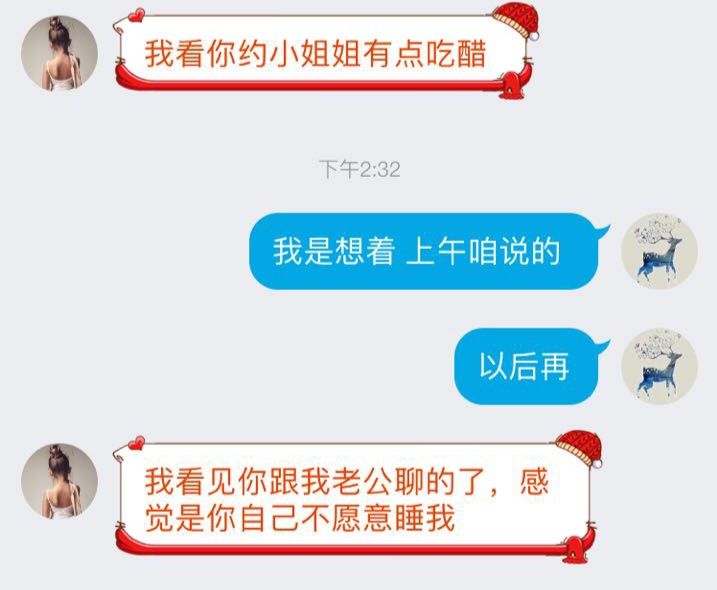 我看你约小姐姐有点吃醋
下午2:32
我是想着 上午咱说的
以后再
我看见你跟我老公聊的了，感
觉是你自己不愿意睡我